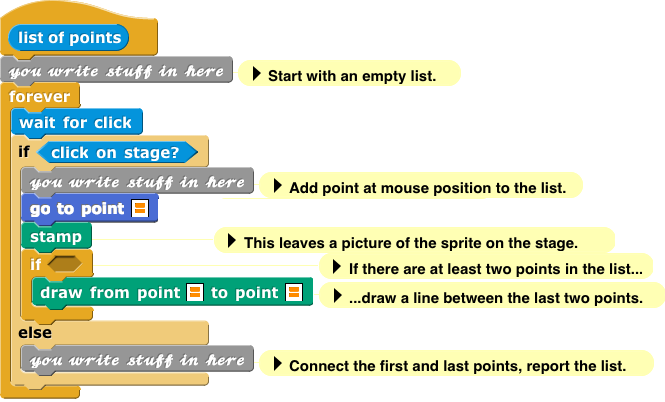 list of points
you write stuff in here
Start with an empty list.
forever
wait for click
if click on stage?
you write stuff in here
Add point at mouse position to the list.
go to point
stamp
This leaves a picture of the sprite on the stage.
if
If there are at least two points in the list...
draw from point to point
...draw a line between the last two points.
else
you write stuff in here
Connect the first and last points, report the list.